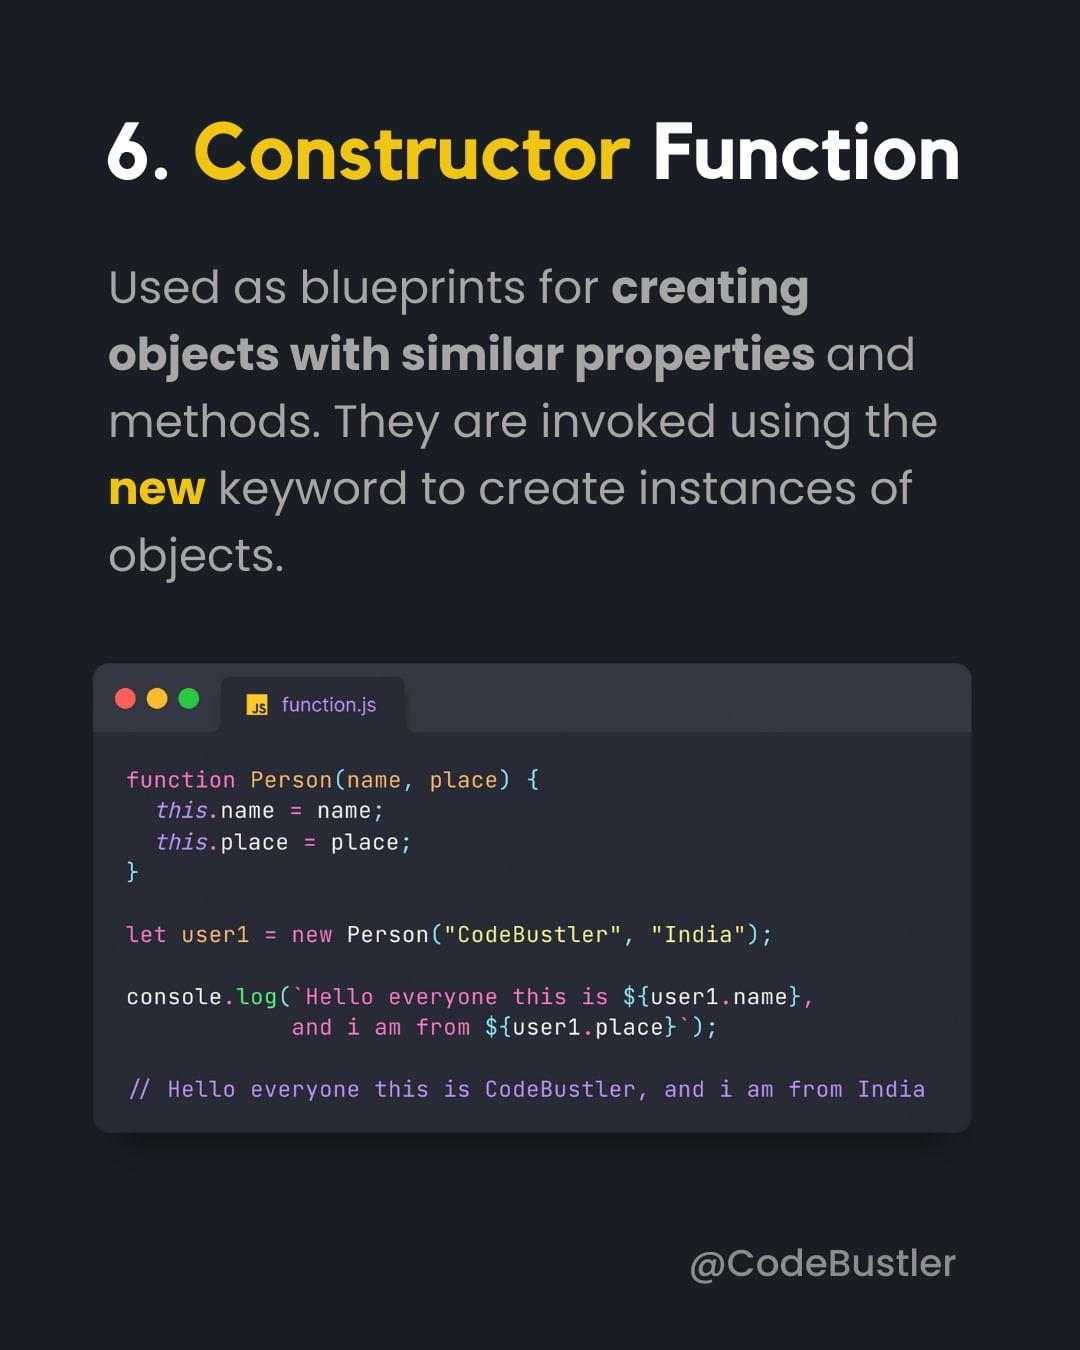 6. Constructor Function
Used as blueprints for creating
objects with similar properties and
methods. They are invoked using the
new keyword to create instances of
objects.
JS function.js
function Person(name, place) {
  this.name = name;
  this.place = place;
}
let user1 = new Person("CodeBustler", "India");
console.log(`Hello everyone this is ${user1.name},
            and i am from ${user1.place}`);
// Hello everyone this is CodeBustler, and i am from India
@CodeBustler